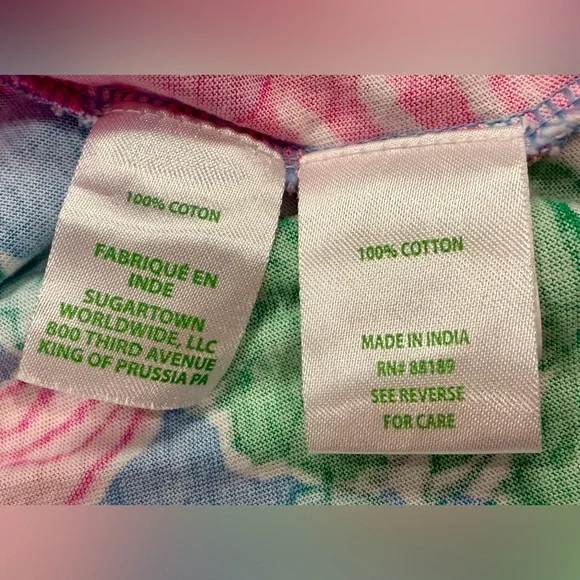 100% COTON
FABRIQUÉ EN
INDE
SUGARTOWN
WORLDWIDE, LLC
800 THIRD AVENUE
KING OF PRUSSIA PA
100% COTTON
MADE IN INDIA
RN# 88189
SEE REVERSE
FOR CARE